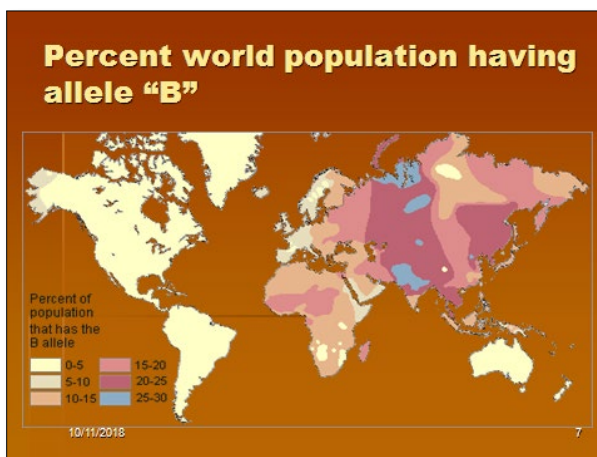 Percent world population having
allele “B”
Percent of
population
that has the
B allele
0-5
5-10
10-15
15-20
20-25
25-30
10/11/2018
7